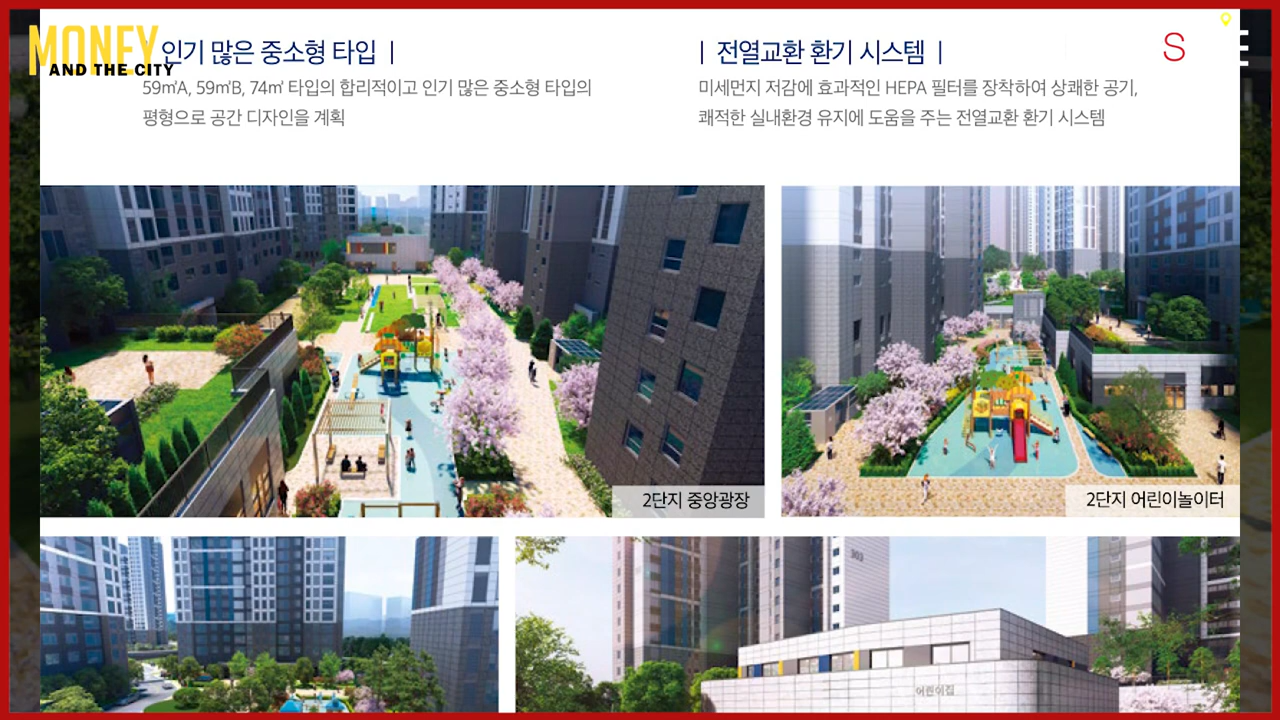 MONEY
AND THE CITY
인기 많은 중소형 타입 |
59㎡A, 59㎡B, 74㎡ 타입의 합리적이고 인기 많은 중소형 타입의
평형으로 공간 디자인을 계획
| 전열교환 환기 시스템 |
미세먼지 저감에 효과적인 HEPA 필터를 장착하여 상쾌한 공기,
쾌적한 실내환경 유지에 도움을 주는 전열교환 환기 시스템
S
2단지 중앙광장
2단지 어린이놀이터
303
어린이집